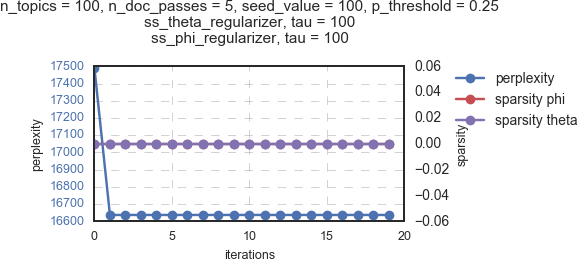 n_topics = 100, n_doc_passes = 5, seed_value = 100, p_threshold = 0.25
ss_theta_regularizer, tau = 100
ss_phi_regularizer, tau = 100
17500
17400
17300
17200
17100
17000
16900
16800
16700
16600
perplexity
0
5
10
15
20
iterations
0.06
0.04
0.02
0.00
−0.02
−0.04
−0.06
sparsity
perplexity
sparsity phi
sparsity theta